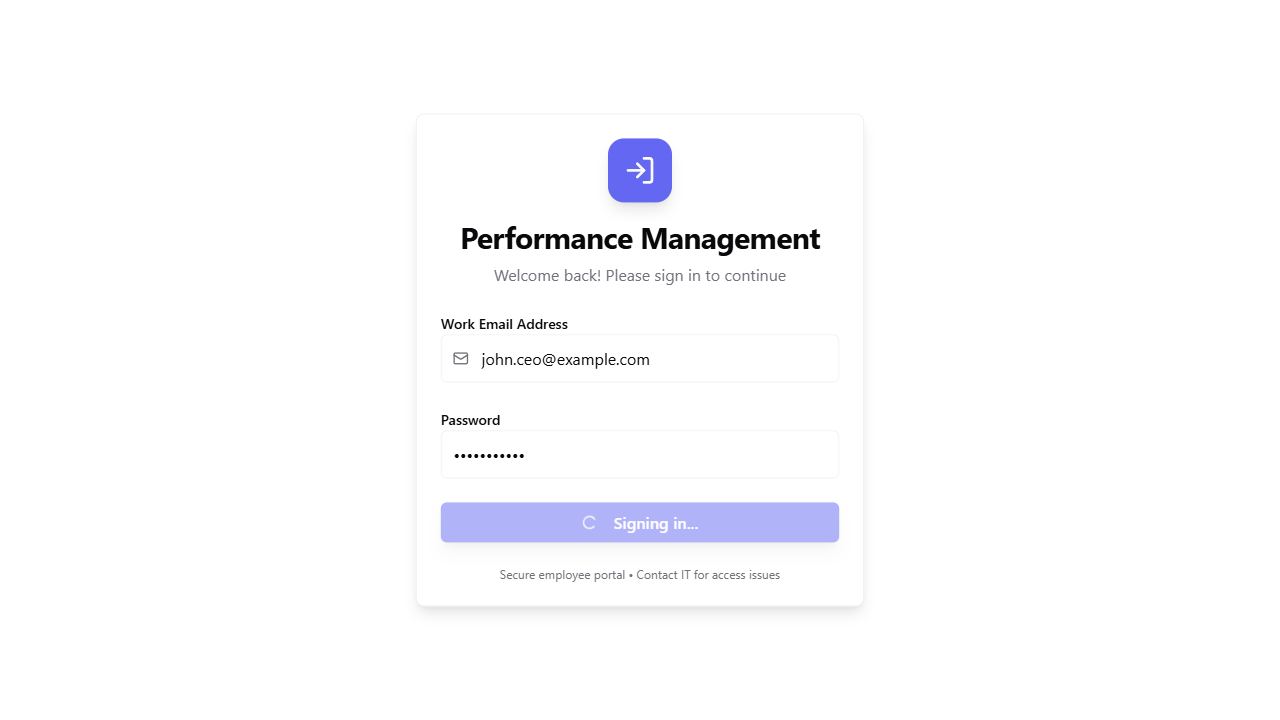 Performance Management
Welcome back! Please sign in to continue
Work Email Address
john.ceo@example.com
Password
•••••••••••
Signing in...
Secure employee portal • Contact IT for access issues